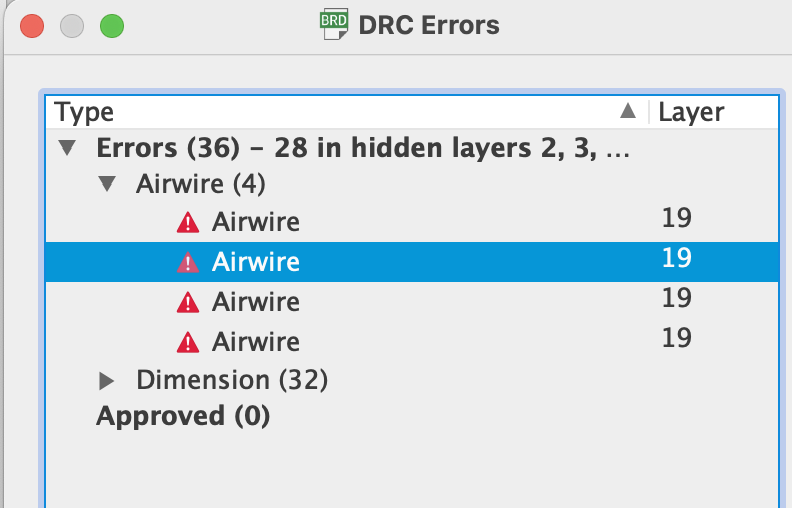 BRD DRC Errors
Type Layer
Errors (36) – 28 in hidden layers 2, 3, ...
Airwire (4)
Airwire 19
Airwire 19
Airwire 19
Airwire 19
Dimension (32)
Approved (0)